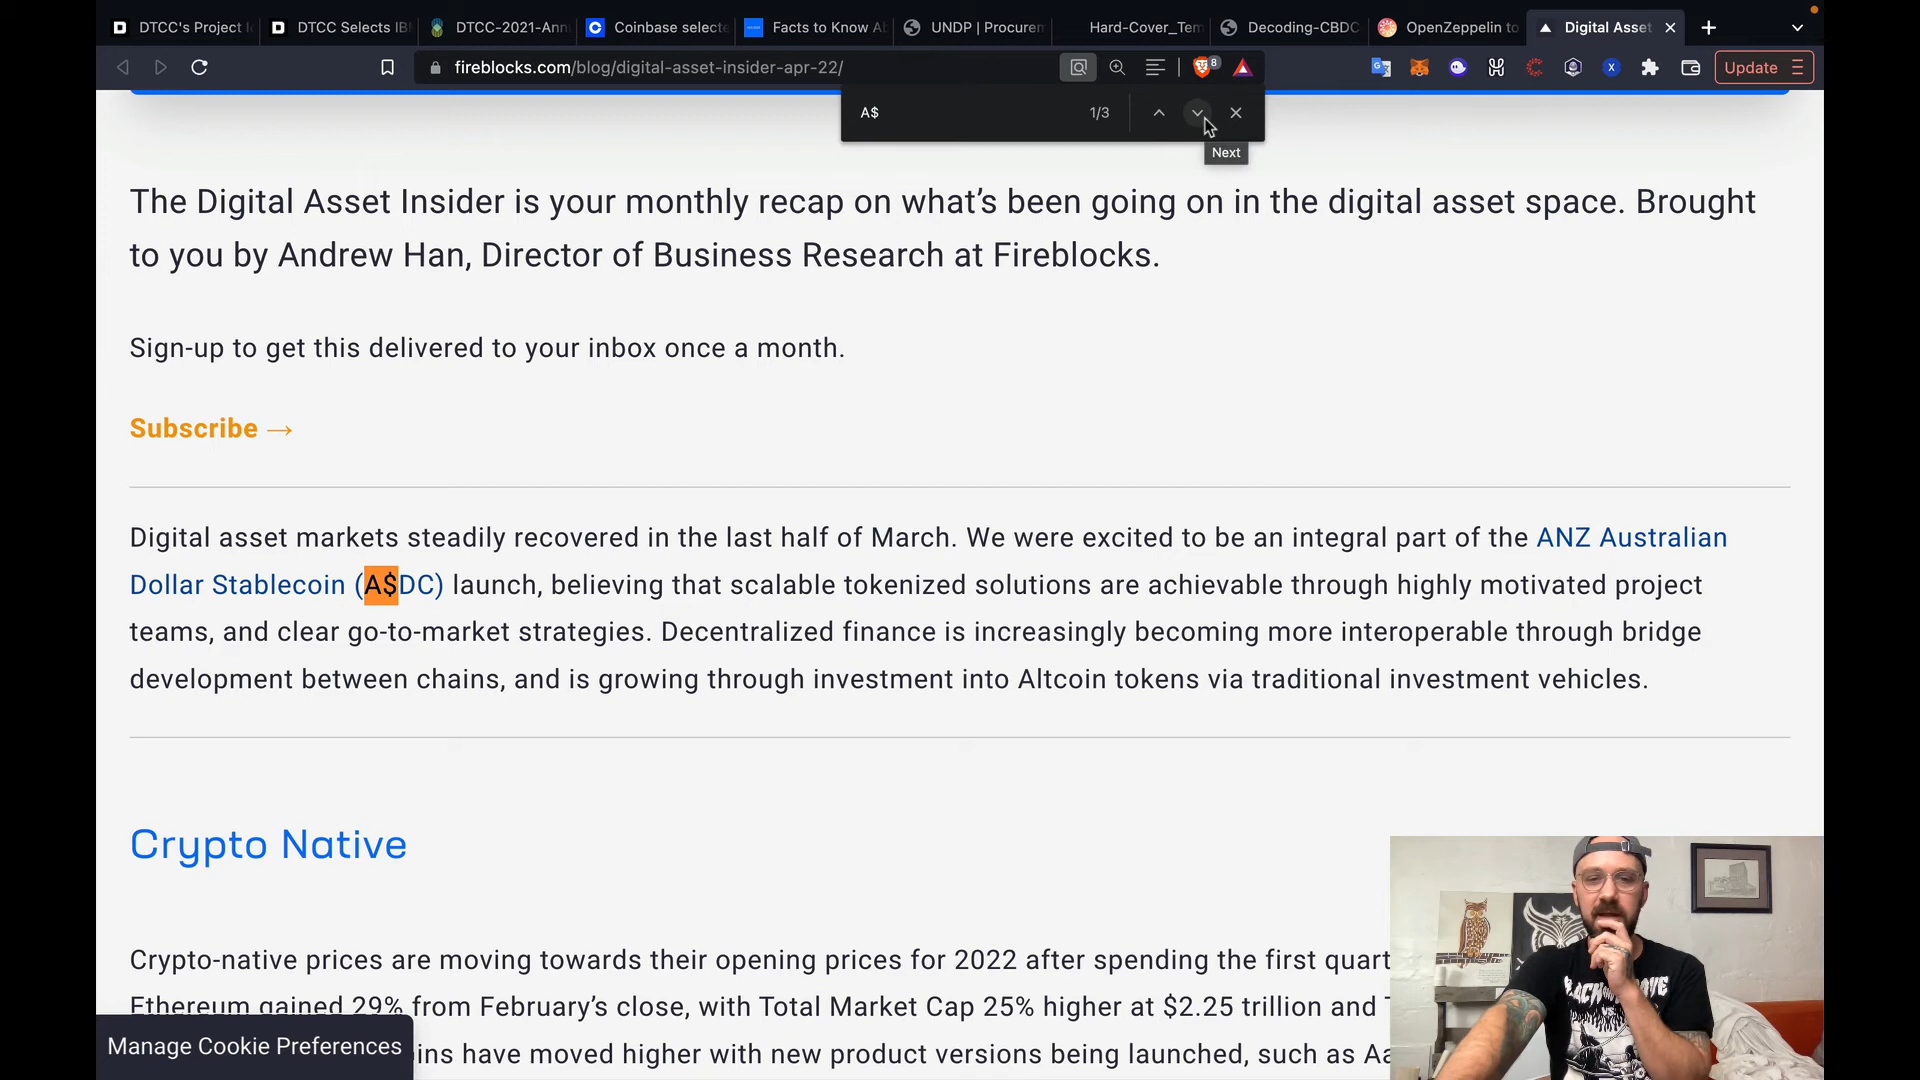 DTCC's Project I
DTCC Selects IBM
DTCC-2021-Ann
Coinbase selecte
Facts to Know A
UNDP | Procurem
Hard-Cover_Tem
Decoding-CBDC
OpenZeppelin to
Digital Asset
fireblocks.com/blog/digital-asset-insider-apr-22/
8
Update
A$
1/3
Next
The Digital Asset Insider is your monthly recap on what's been going on in the digital asset space. Brought
to you by Andrew Han, Director of Business Research at Fireblocks.
Sign-up to get this delivered to your inbox once a month.
Subscribe →
Digital asset markets steadily recovered in the last half of March. We were excited to be an integral part of the ANZ Australian
Dollar Stablecoin (A$DC) launch, believing that scalable tokenized solutions are achievable through highly motivated project
teams, and clear go-to-market strategies. Decentralized finance is increasingly becoming more interoperable through bridge
development between chains, and is growing through investment into Altcoin tokens via traditional investment vehicles.
Crypto Native
Crypto-native prices are moving towards their opening prices for 2022 after spending the first quart
Ethereum gained 29% from February's close, with Total Market Cap 25% higher at $2.25 trillion and T
ins have moved higher with new product versions being launched, such as Aa
Manage Cookie Preferences